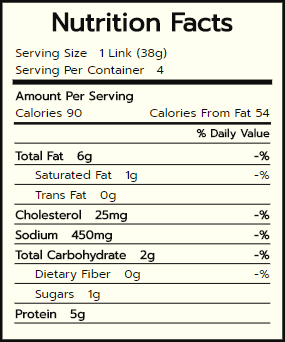 Nutrition Facts
Serving Size 1 Link (38g)
Serving Per Container 4
Amount Per Serving
Calories 90 Calories From Fat 54
% Daily Value
Total Fat 6g -%
Saturated Fat 1g -%
Trans Fat 0g
Cholesterol 25mg -%
Sodium 450mg -%
Total Carbohydrate 2g -%
Dietary Fiber 0g -%
Sugars 1g
Protein 5g